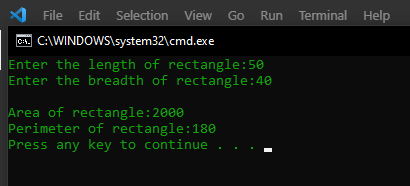 File Edit Selection View Go Run Terminal Help
C:\WINDOWS\system32\cmd.exe
Enter the length of rectangle:50
Enter the breadth of rectangle:40
Area of rectangle:2000
Perimeter of rectangle:180
Press any key to continue . . .